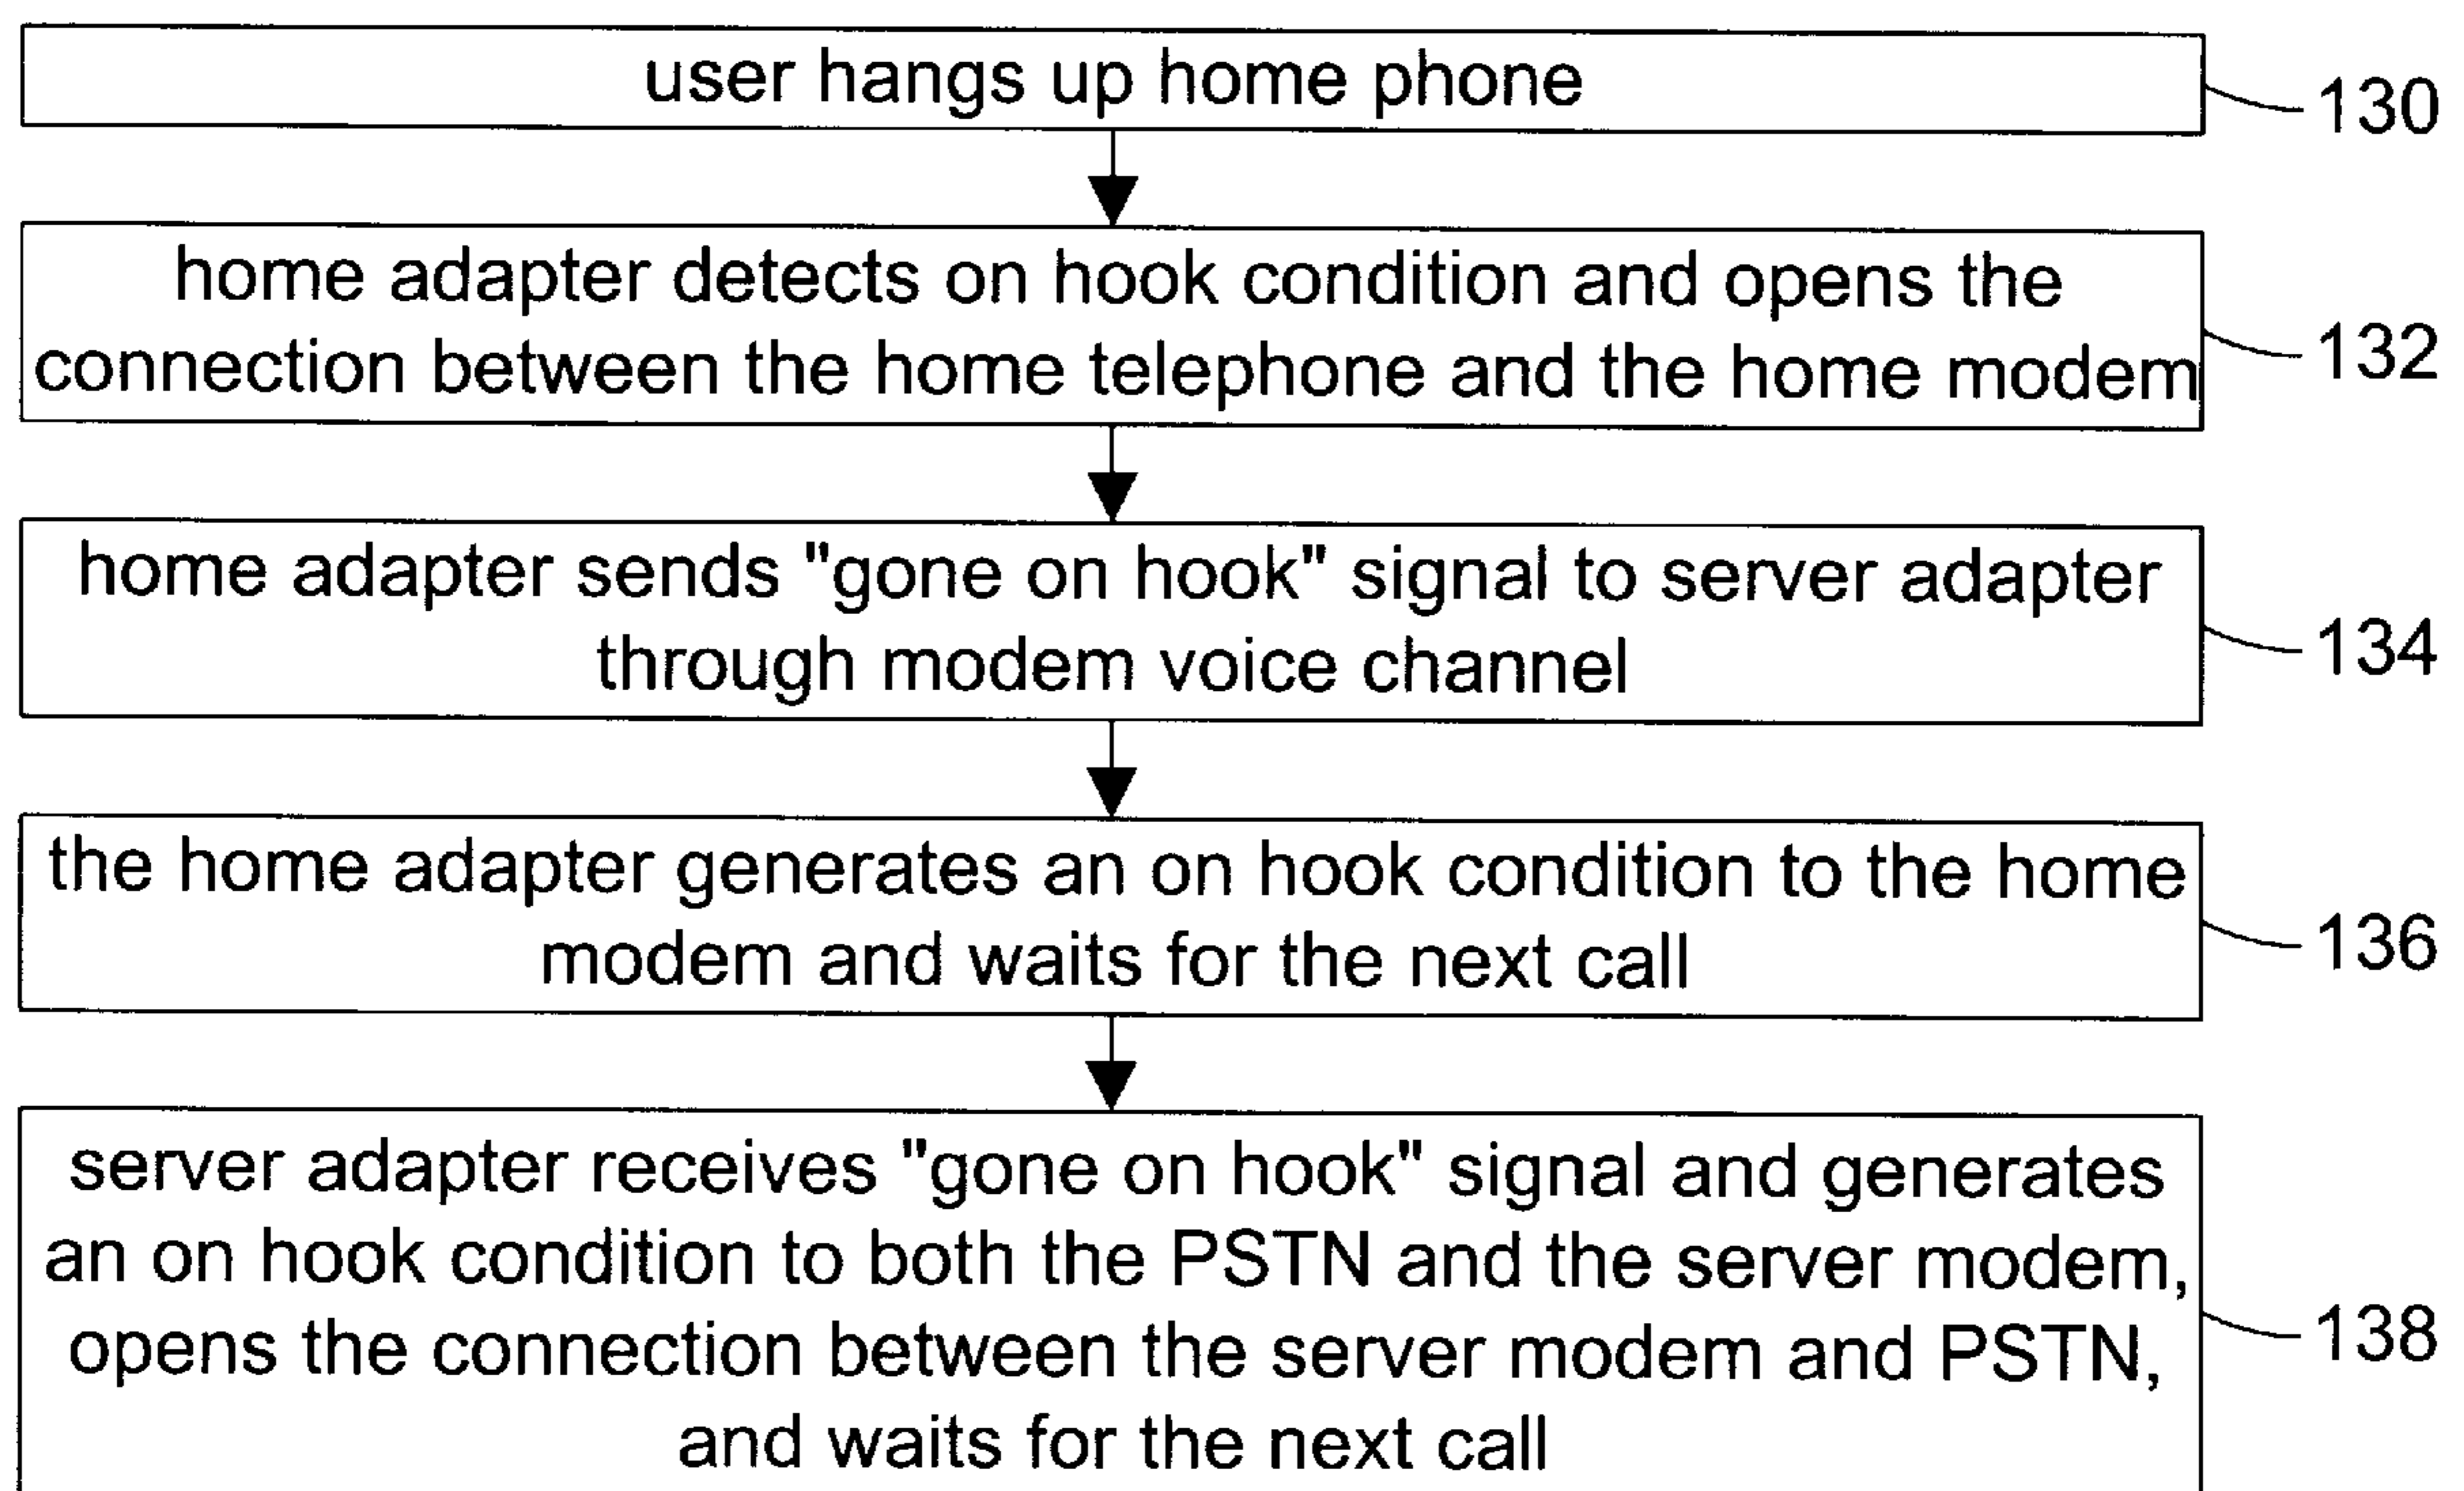 user hangs up home phone
130
home adapter detects on hook condition and opens the
connection between the home telephone and the home modem
132
home adapter sends "gone on hook" signal to server adapter
through modem voice channel
134
the home adapter generates an on hook condition to the home
modem and waits for the next call
136
server adapter receives "gone on hook" signal and generates
an on hook condition to both the PSTN and the server modem,
opens the connection between the server modem and PSTN,
and waits for the next call
138